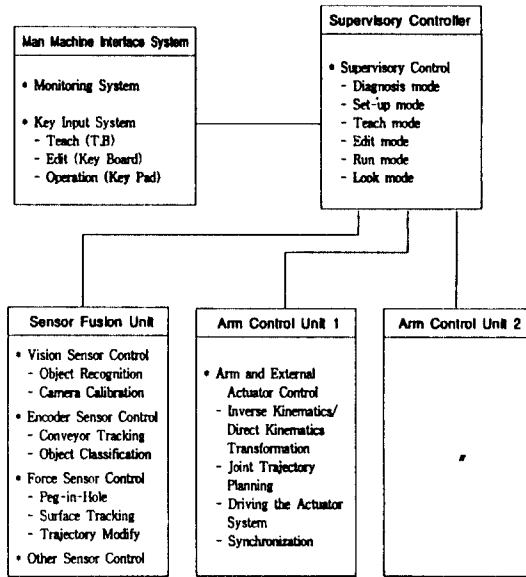 Man Machine Interface System
• Monitoring System
• Key Input System
- Teach (T.B)
- Edit (Key Board)
- Operation (Key Pad)
Supervisory Controller
• Supervisory Control
- Diagnosis mode
- Set-up mode
- Teach mode
- Edit mode
- Run mode
- Look mode
Sensor Fusion Unit
• Vision Sensor Control
- Object Recognition
- Camera Calibration
• Encoder Sensor Control
- Conveyor Tracking
- Object Classification
• Force Sensor Control
- Peg-in-Hole
- Surface Tracking
- Trajectory Modify
• Other Sensor Control
Arm Control Unit 1
• Arm and External
Actuator Control
- Inverse Kinematics/
Direct Kinematics
Transformation
- Joint Trajectory
Planning
- Driving the Actuator
System
- Synchronization
Arm Control Unit 2
〃